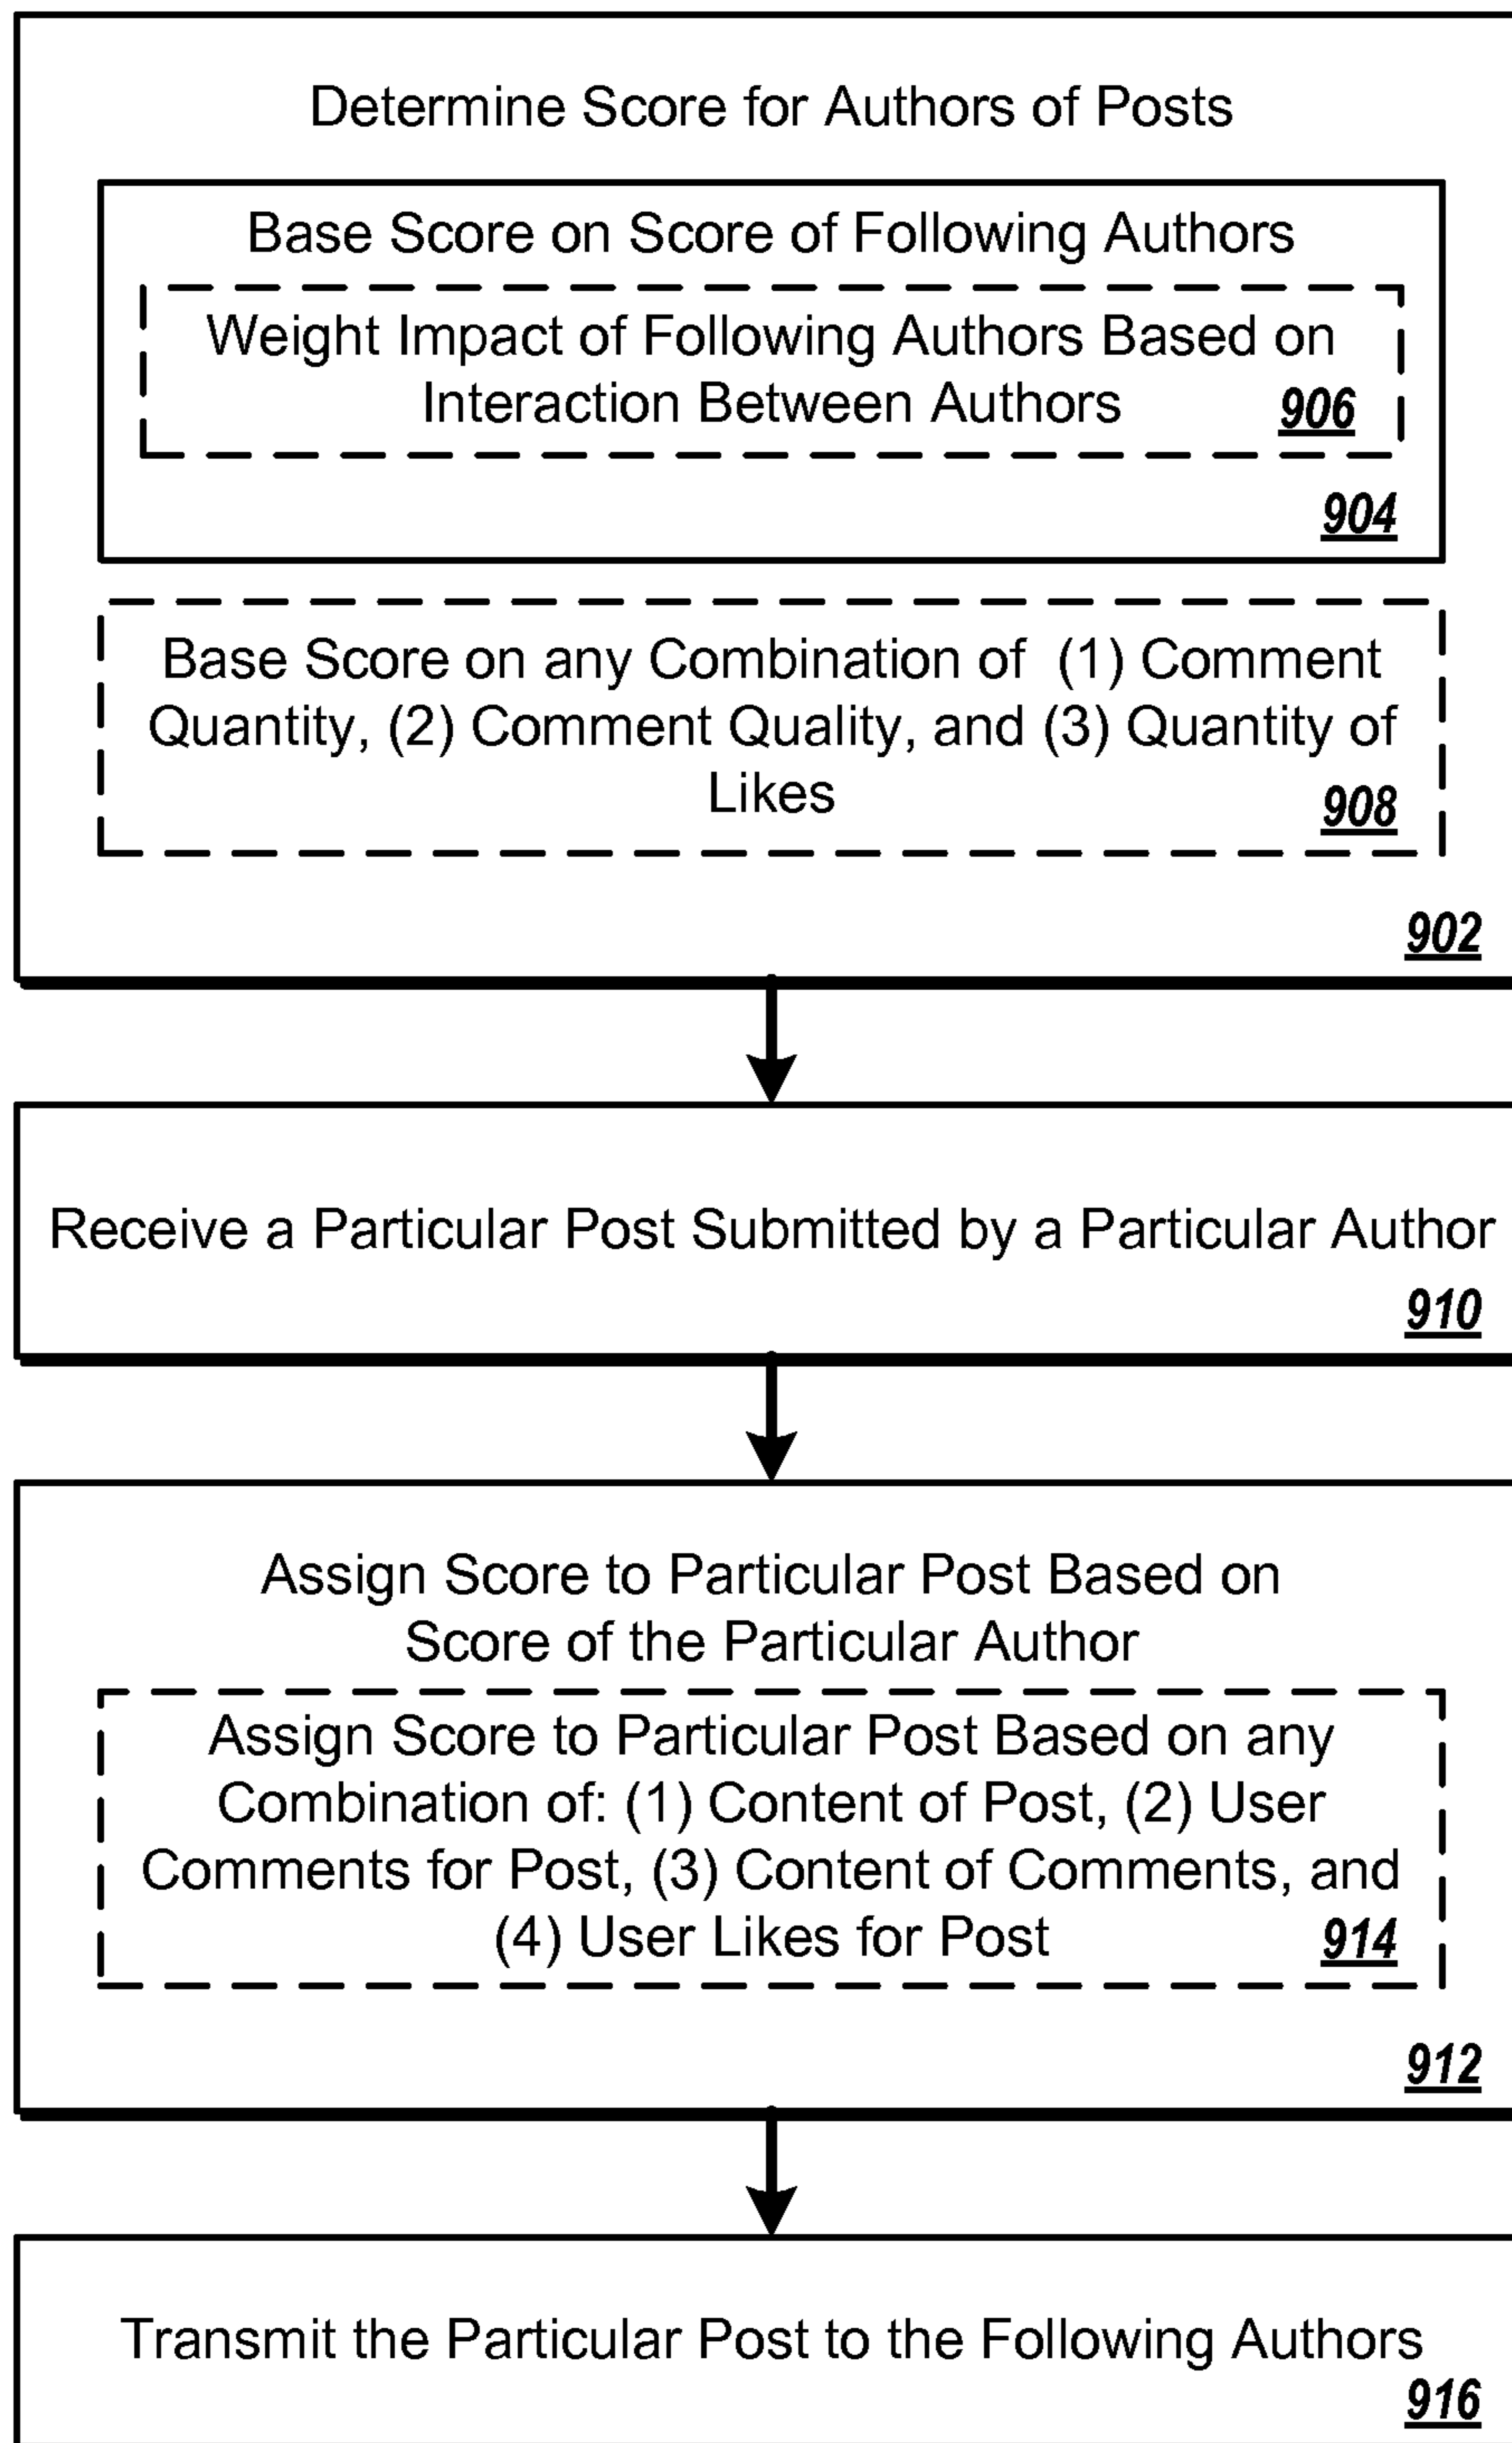 Determine Score for Authors of Posts
Base Score on Score of Following Authors
Weight Impact of Following Authors Based on
Interaction Between Authors 906
904
Base Score on any Combination of (1) Comment
Quantity, (2) Comment Quality, and (3) Quantity of
Likes 908
902
Receive a Particular Post Submitted by a Particular Author
910
Assign Score to Particular Post Based on
Score of the Particular Author
Assign Score to Particular Post Based on any
Combination of: (1) Content of Post, (2) User
Comments for Post, (3) Content of Comments, and
(4) User Likes for Post 914
912
Transmit the Particular Post to the Following Authors
916